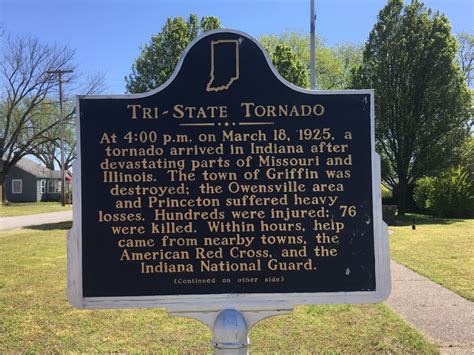 TRI-STATE TORNADO
At 4:00 p.m. on March 18, 1925, a
tornado arrived in Indiana after
devastating parts of Missouri and
Illinois. The town of Griffin was
destroyed; the Owensville area
and Princeton suffered heavy
losses. Hundreds were injured; 76
were killed. Within hours, help
came from nearby towns, the
American Red Cross, and the
Indiana National Guard.
(Continued on other side)